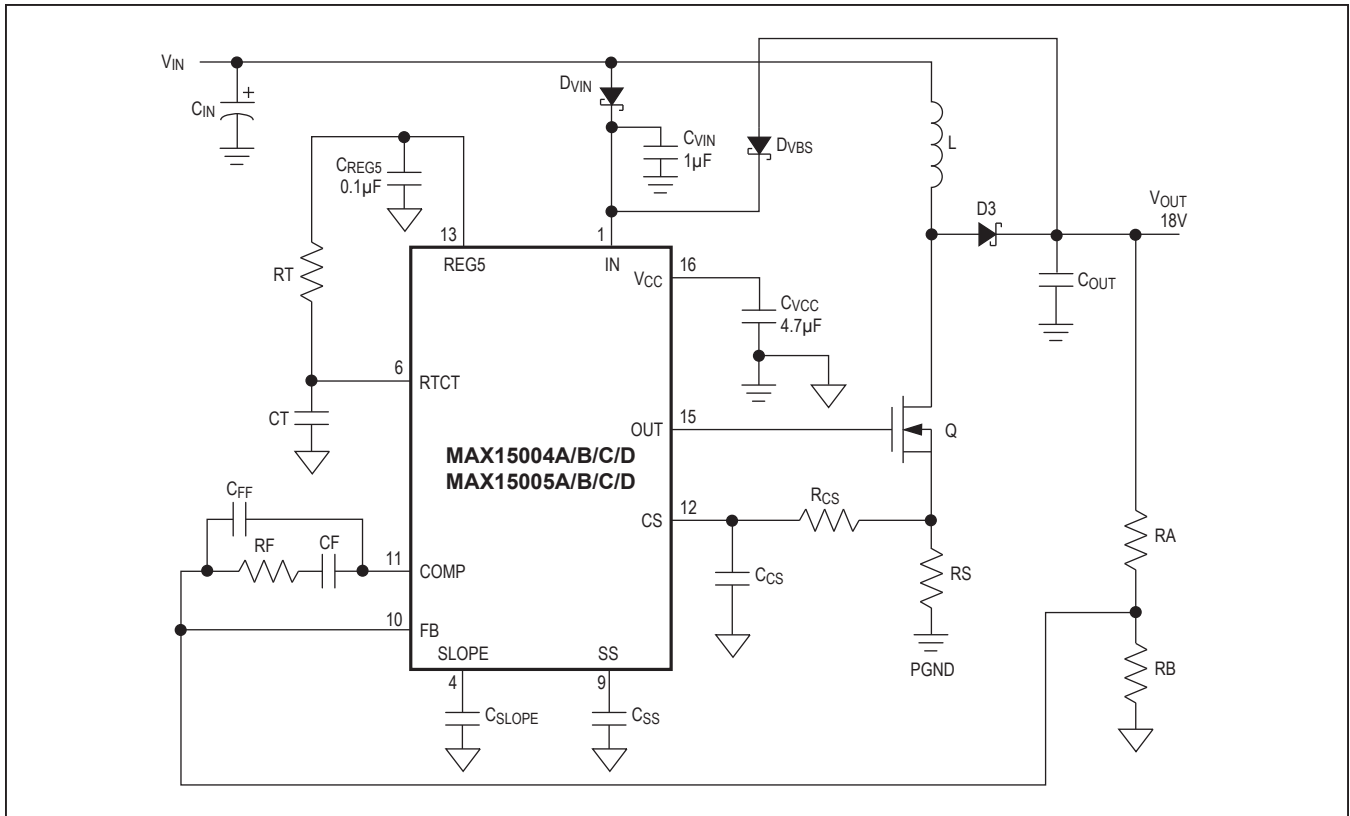 VIN
CIN
+
DVIN
CVIN
1µF
DVBS
L
CREG5
0.1µF
D3
VOUT
18V
COUT
13
REG5
1
IN
16
VCC
CVCC
4.7µF
RT
6
RTCT
CT
15
OUT
Q
MAX15004A/B/C/D
MAX15005A/B/C/D
CFF
RF
CF
11
COMP
12
CS
RCS
CCS
RS
PGND
RA
RB
10
FB
SLOPE
4
CSLOPE
SS
9
CSS